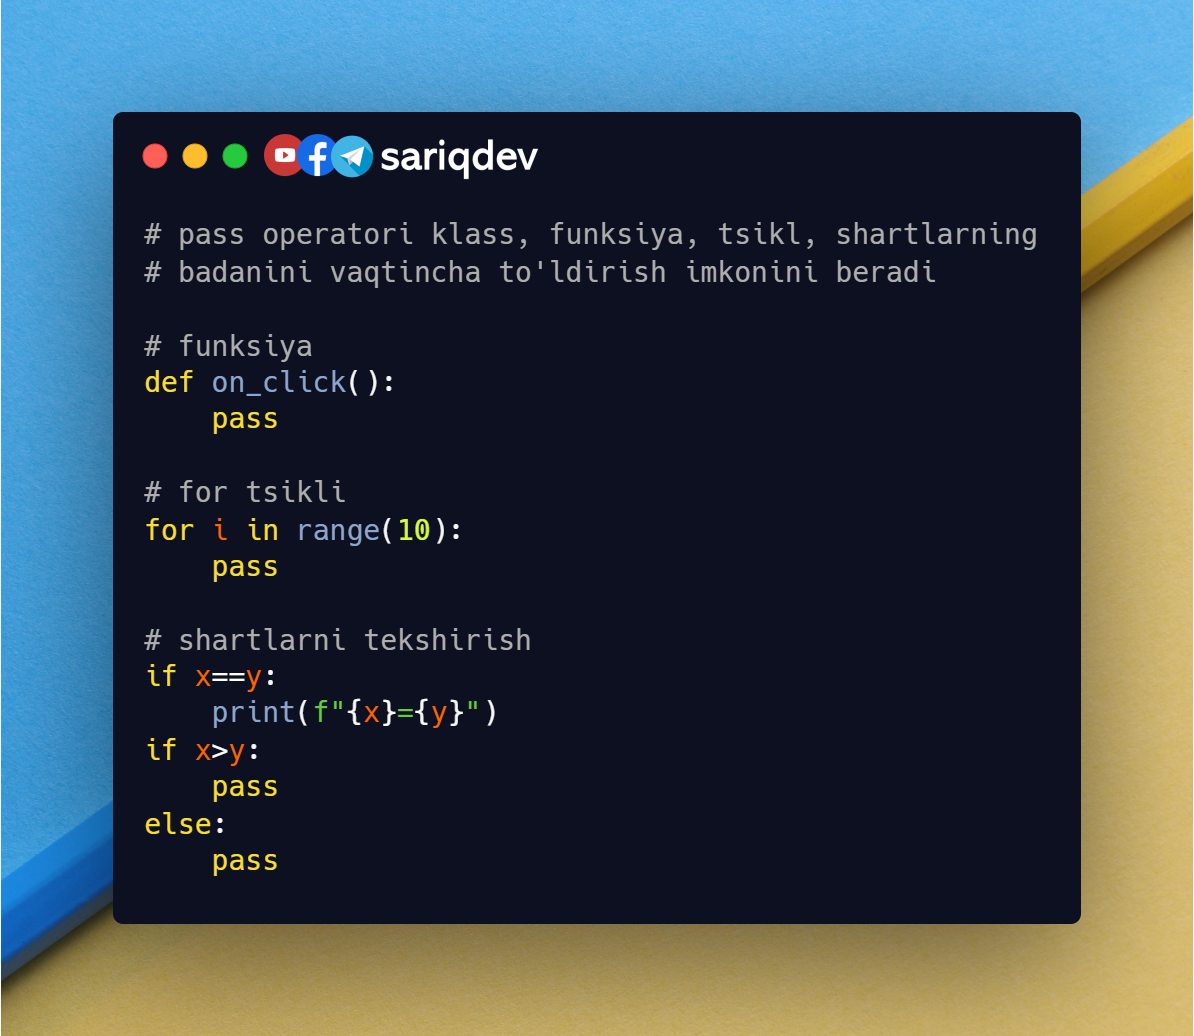 sariqdev
# pass operatori klass, funksiya, tsikl, shartlarning
# badanini vaqtincha to'ldirish imkonini beradi
# funksiya
def on_click():
    pass
# for tsikli
for i in range(10):
    pass
# shartlarni tekshirish
if x==y:
    print(f"{x}={y}")
if x>y:
    pass
else:
    pass